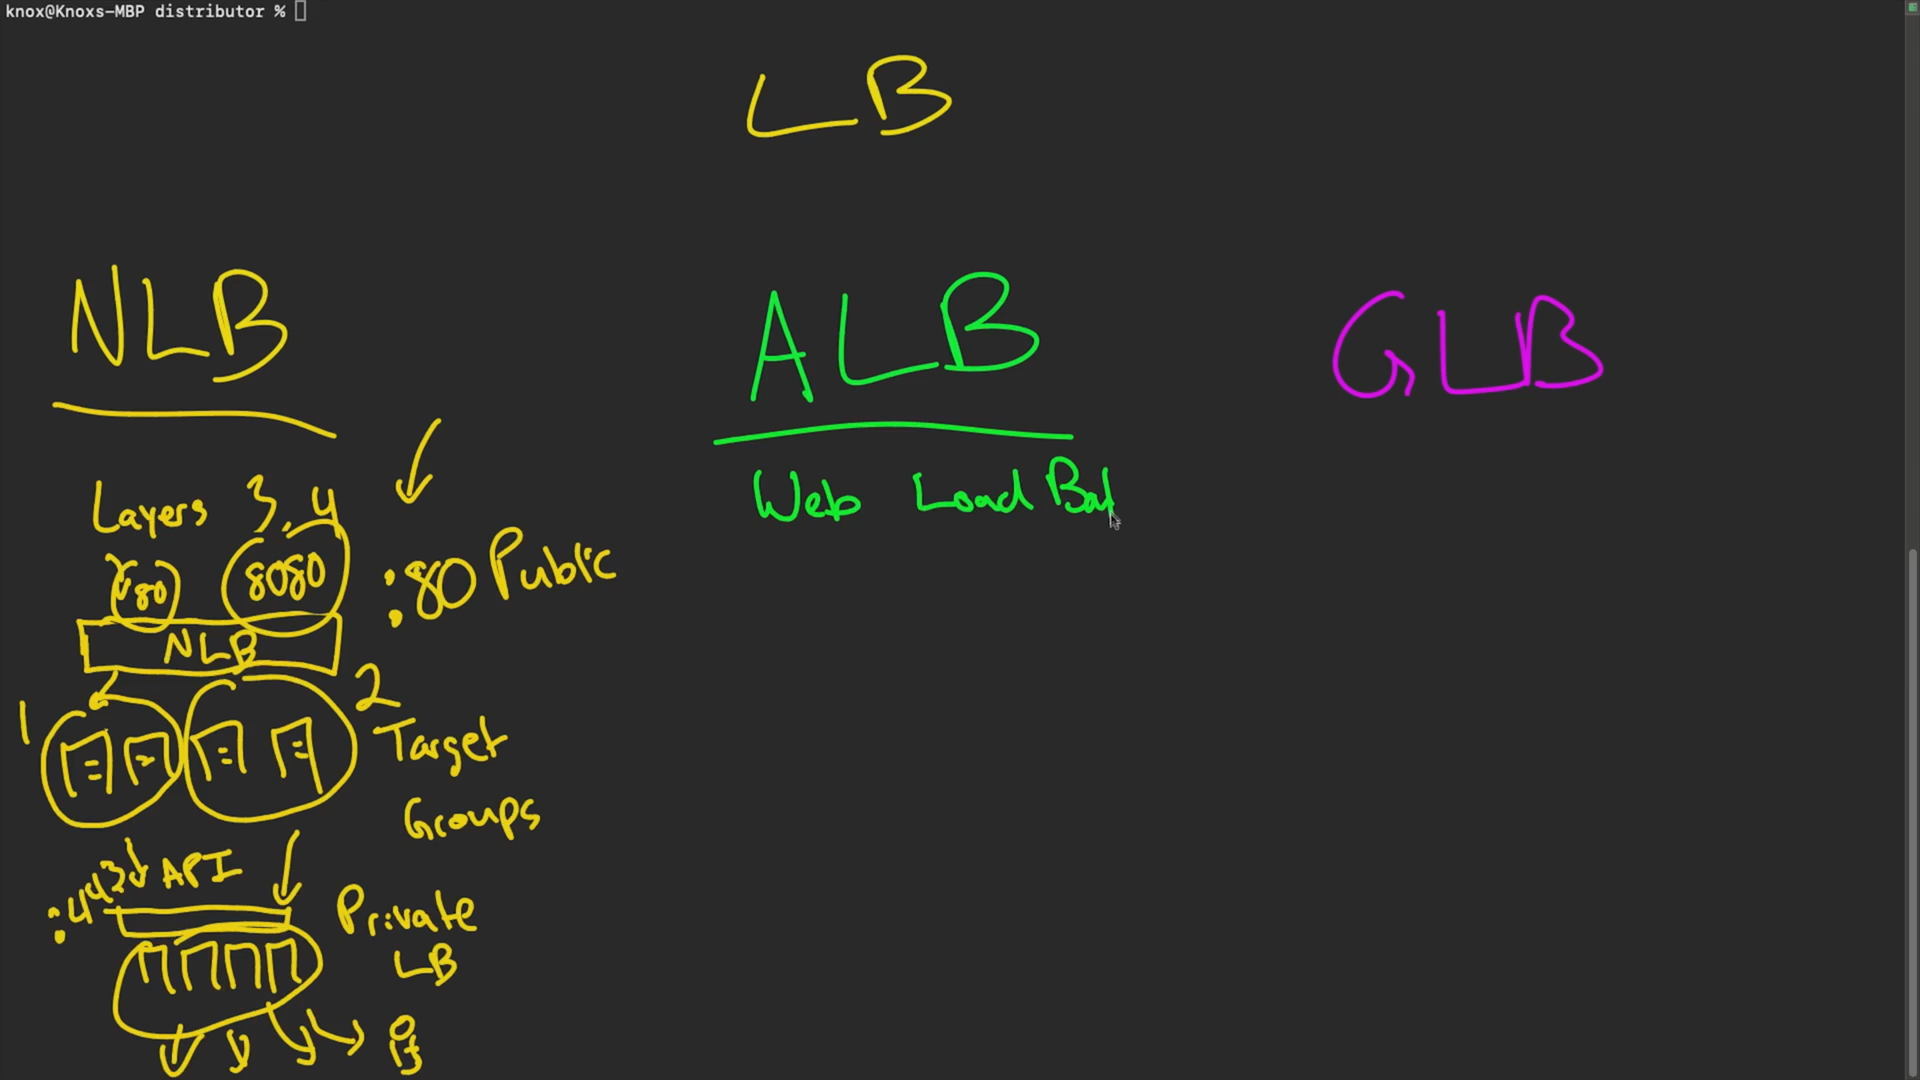 knox@Knoxs-MBP distributor %
LB
NLB
ALB
GLB
Layers 3,4
Web Load Bal
:80 8080
:80 Public
NLB
1
2
Target
Groups
:443 API
Private
LB